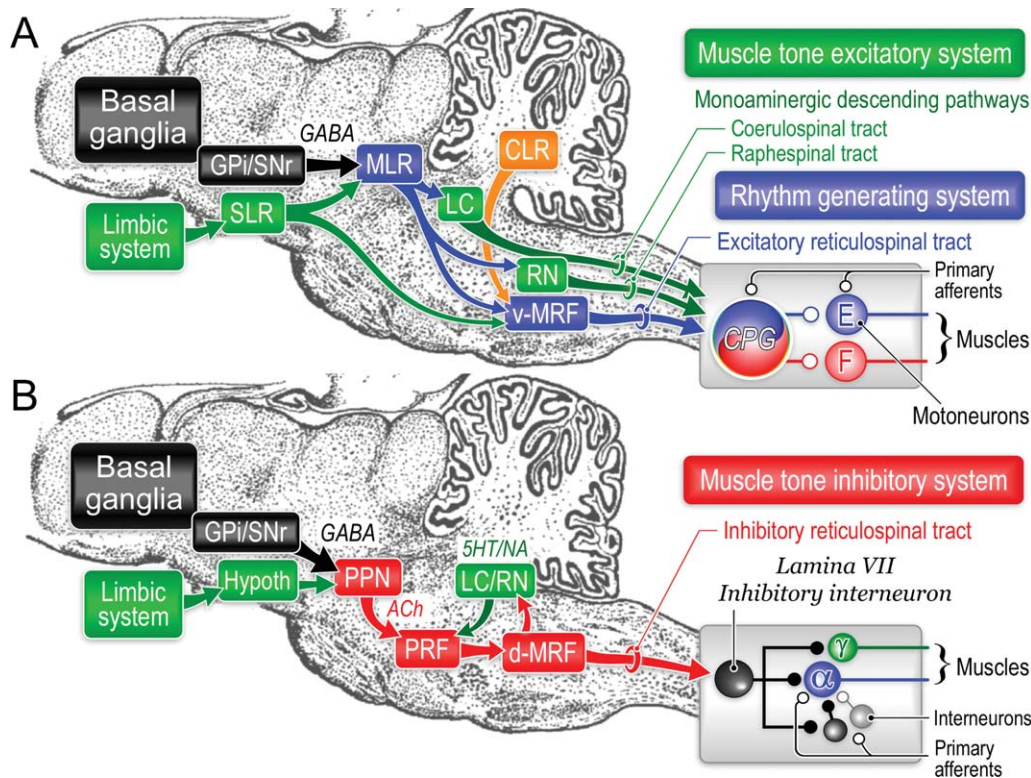 A
Muscle tone excitatory system
Basal
ganglia
Monoaminergic descending pathways
GABA
Coerulospinal tract
CLR
Raphespinal tract
GPi/SNr
MLR
Rhythm generating system
Limbic
system
SLR
LC
Excitatory reticulospinal tract
RN
Primary
afferents
v-MRF
CPG
E
F
Muscles
Motoneurons
B
Basal
ganglia
Muscle tone inhibitory system
GPi/SNr
GABA
Inhibitory reticulospinal tract
5HT/NA
Lamina VII
Inhibitory interneuron
Limbic
system
Hypoth
PPN
LC/RN
ACh
PRF
d-MRF
γ
α
Muscles
Interneurons
Primary
afferents